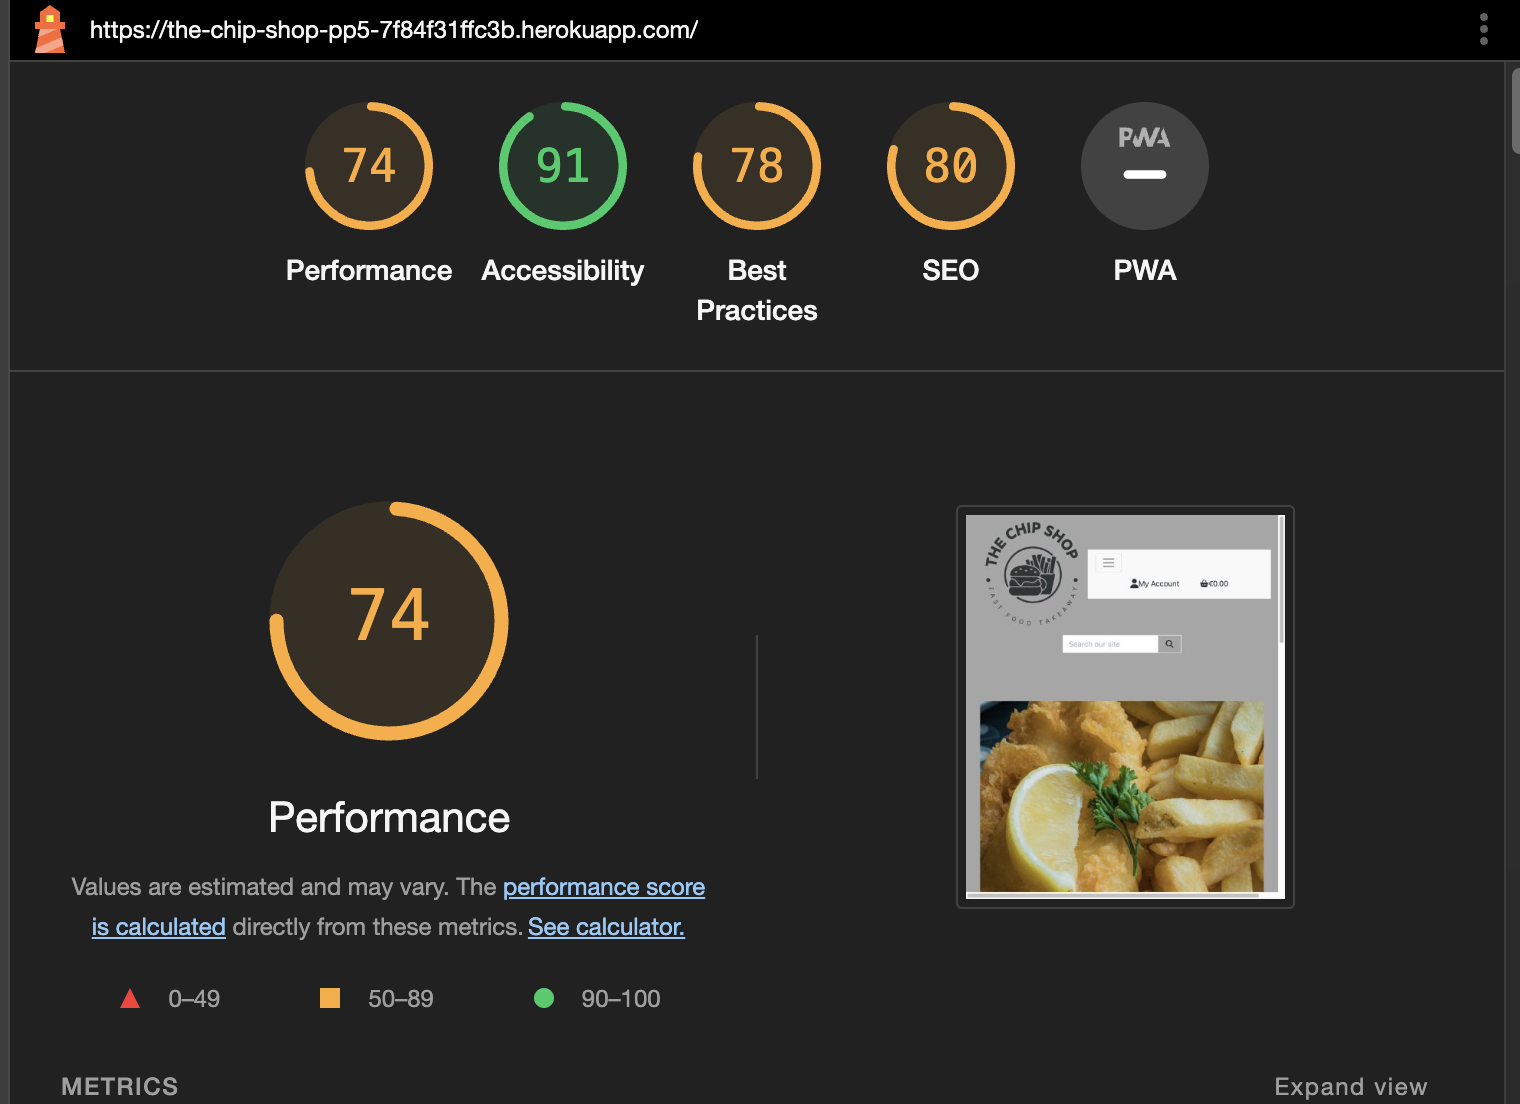 https://the-chip-shop-pp5-7f84f31ffc3b.herokuapp.com/
74
91
78
80
PWA
Performance
Accessibility
Best
Practices
SEO
PWA
74
Performance
Values are estimated and may vary. The performance score
is calculated directly from these metrics. See calculator.
0–49
50–89
90–100
THE CHIP SHOP
FAST FOOD TAKEAWAY
My Account
€0.00
Search our site
METRICS
Expand view